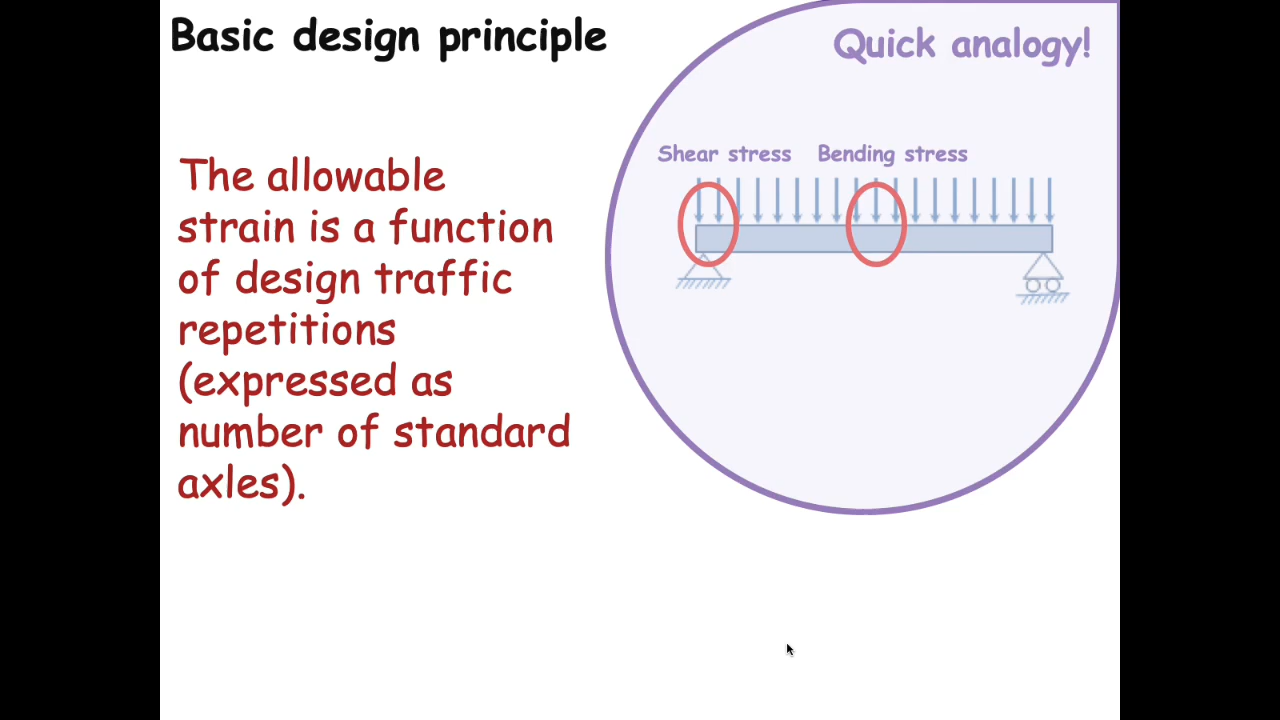 Basic design principle
Quick analogy!
Shear stress
Bending stress
The allowable
strain is a function
of design traffic
repetitions
(expressed as
number of standard
axles).